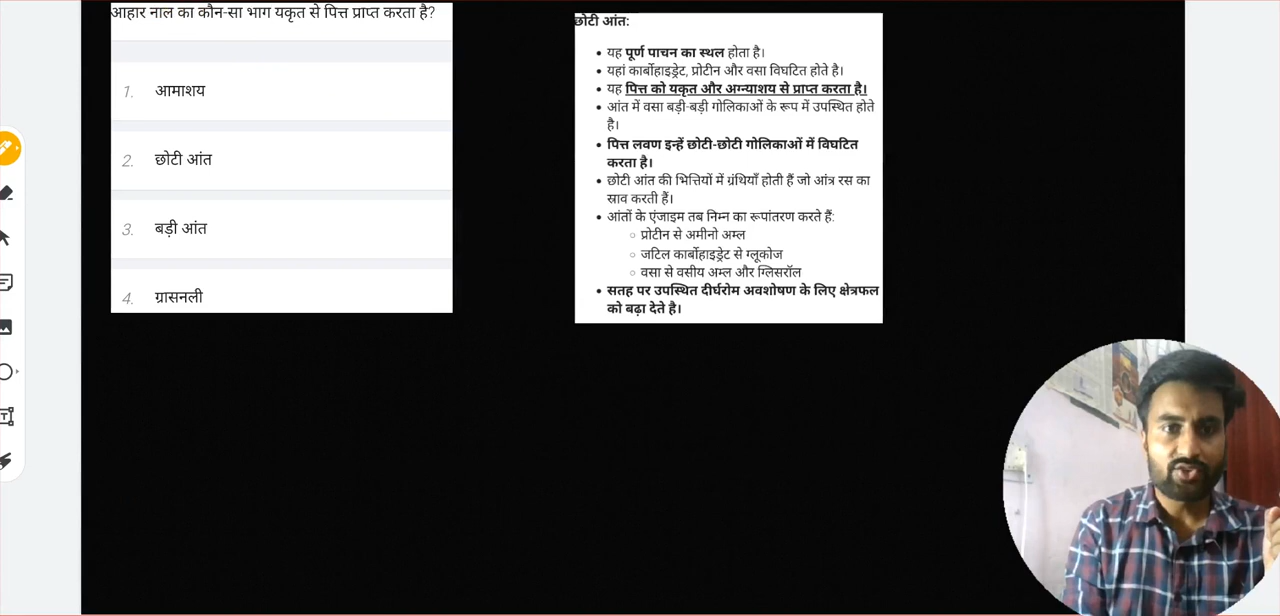 आहार नाल का कौन-सा भाग यकृत से पित्त प्राप्त करता है?
1. आमाशय
2. छोटी आंत
3. बड़ी आंत
4. ग्रासनली
छोटी आंत:
यह पूर्ण पाचन का स्थल होता है।
यहां कार्बोहाइड्रेट, प्रोटीन और वसा विघटित होते है।
यह पित्त को यकृत और अग्न्याशय से प्राप्त करता है।
आंत में वसा बड़ी-बड़ी गोलिकाओं के रूप में उपस्थित होते
है।
पित्त लवण इन्हें छोटी-छोटी गोलिकाओं में विघटित
करता है।
छोटी आंत की भित्तियों में ग्रंथियाँ होती हैं जो आंत्र रस का
स्राव करती हैं।
आंतों के एंजाइम तब निम्न का रूपांतरण करते हैं:
प्रोटीन से अमीनो अम्ल
जटिल कार्बोहाइड्रेट से ग्लूकोज
वसा से वसीय अम्ल और ग्लिसरॉल
सतह पर उपस्थित दीर्घरोम अवशोषण के लिए क्षेत्रफल
को बढ़ा देते है।